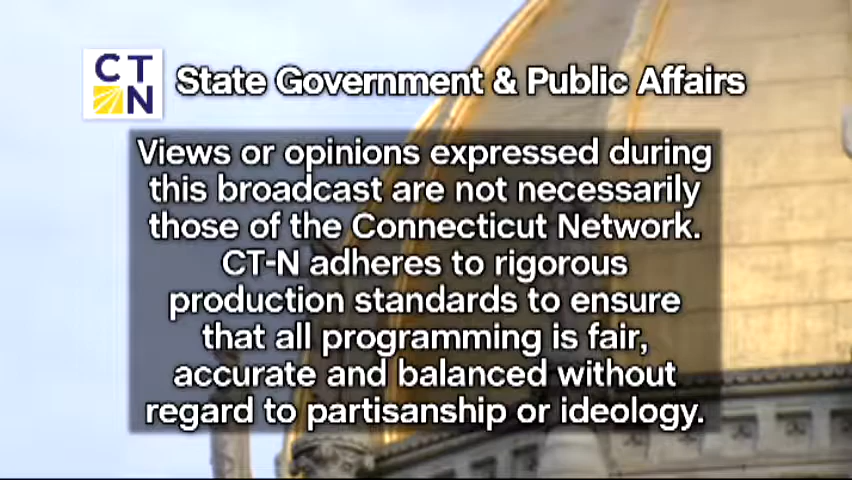 CT
N
State Government & Public Affairs
Views or opinions expressed during
this broadcast are not necessarily
those of the Connecticut Network.
CT-N adheres to rigorous
production standards to ensure
that all programming is fair,
accurate and balanced without
regard to partisanship or ideology.